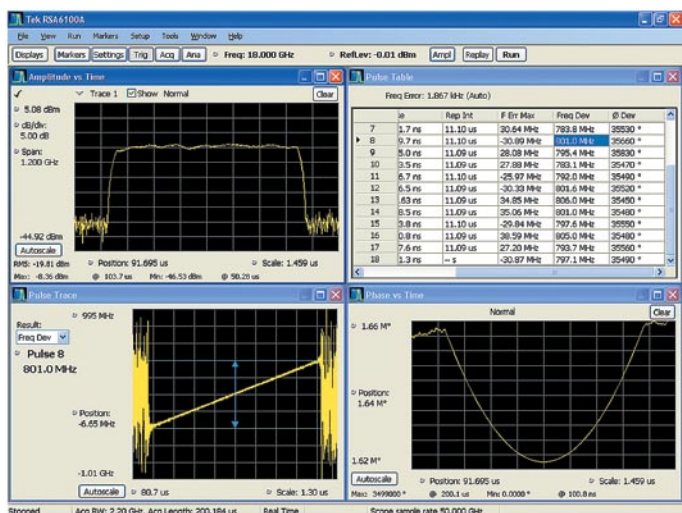 Tek RSA6100A
File View Run Markers Setup Tools Window Help
Displays Markers Settings Trig Acq Ana Freq: 18.000 GHz RefLev: -0.01 dBm Ampl Replay Run
Amplitude vs Time
Trace 1 Show Normal Clear
5.08 dBm
dB/div:
5.00 dB
Span:
1.200 GHz
-44.92 dBm
Autoscale Position: 91.695 us Scale: 1.459 us
RMS: -19.81 dBm
Max: -8.36 dBm @ 103.7 us Min: -46.53 dBm @ 58.28 us
Pulse Table
Freq Error: 1.867 kHz (Auto)
e Rep Int F Err Max Freq Dev Ø Dev
7 1.7 ns 11.10 us 30.64 MHz 783.8 MHz 35530 °
8 9.7 ns 11.10 us -30.89 MHz 801.0 MHz 35660 °
9 5.0 ns 11.09 us 28.08 MHz 795.4 MHz 35830 °
10 3.5 ns 11.09 us 27.88 MHz 783.1 MHz 35470 °
11 6.7 ns 11.10 us -25.97 MHz 792.0 MHz 35490 °
12 6.5 ns 11.09 us -30.33 MHz 801.6 MHz 35520 °
13 .63 ns 11.09 us 34.85 MHz 806.0 MHz 35450 °
14 8.5 ns 11.09 us 35.06 MHz 801.0 MHz 35480 °
15 3.8 ns 11.10 us -29.84 MHz 797.6 MHz 35550 °
16 0.8 ns 11.09 us 38.59 MHz 805.0 MHz 35480 °
17 7.6 ns 11.09 us 27.20 MHz 793.7 MHz 35560 °
18 1.3 ns -- s -30.87 MHz 797.1 MHz 35490 °
Pulse Trace
Result:
Freq Dev
Pulse 8
801.0 MHz
995 MHz
Position:
-6.65 MHz
-1.01 GHz
Autoscale 80.7 us Scale: 1.30 us
Phase vs Time
Normal Clear
1.66 M°
Position:
1.64 M°
1.62 M°
Autoscale Position: 91.695 us Scale: 1.459 us
Max: 3499800 ° @ 200.1 us Min: 0.0000 ° @ 100.8 ns
Stopped Acq BW: 2.20 GHz, Acq Length: 200.184 us Real Time Scope sample rate 50.000 GHz